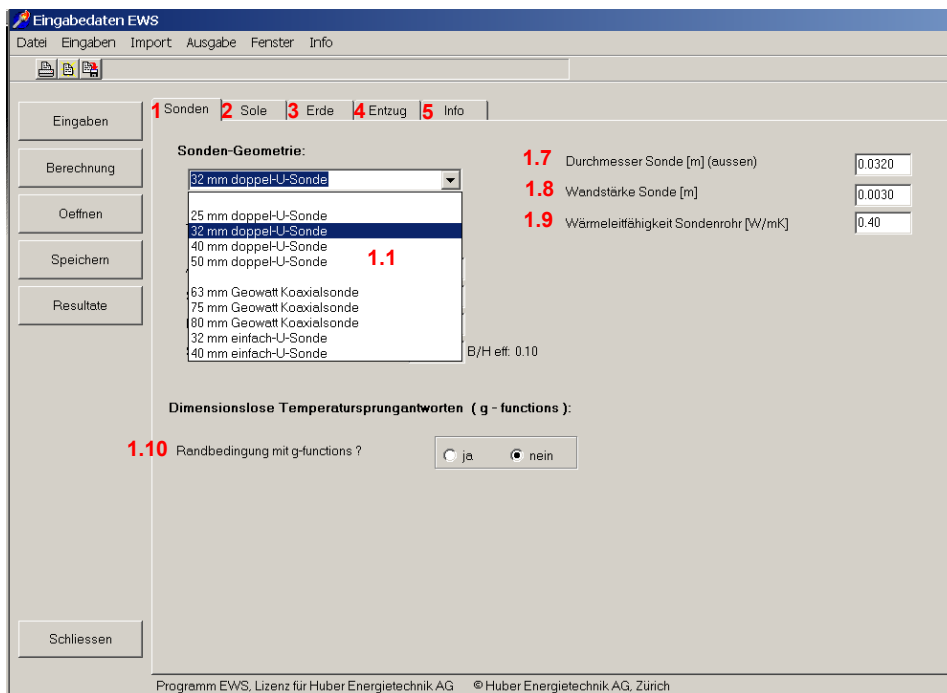 Eingabedaten EWS
Datei Eingaben Import Ausgabe Fenster Info
1 Sonden 2 Sole 3 Erde 4 Entzug 5 Info
Eingaben
Berechnung
Oeffnen
Speichern
Resultate
Schliessen
Sonden-Geometrie:
32 mm doppel-U-Sonde
25 mm doppel-U-Sonde
32 mm doppel-U-Sonde
40 mm doppel-U-Sonde
50 mm doppel-U-Sonde
1.1
63 mm Geowatt Koaxialsonde
75 mm Geowatt Koaxialsonde
80 mm Geowatt Koaxialsonde
32 mm einfach-U-Sonde
40 mm einfach-U-Sonde
B/H eff: 0.10
1.7 Durchmesser Sonde [m] (aussen) 0.0320
1.8 Wandstärke Sonde [m] 0.0030
1.9 Wärmeleitfähigkeit Sondenrohr [W/mK] 0.40
Dimensionslose Temperatursprungantworten ( g - functions ):
1.10 Randbedingung mit g-functions ? ja nein
Programm EWS, Lizenz für Huber Energietechnik AG © Huber Energietechnik AG, Zürich